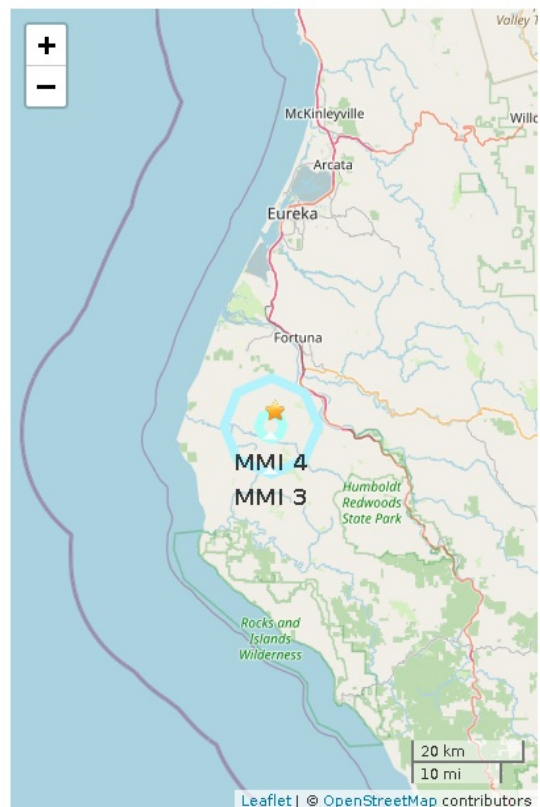 Valley T
+
−
McKinleyville
Willo
Arcata
Eureka
Fortuna
MMI 4
MMI 3
Humboldt
Redwoods
State Park
Rocks and
Islands
Wilderness
20 km
10 mi
Leaflet | © OpenStreetMap contributors